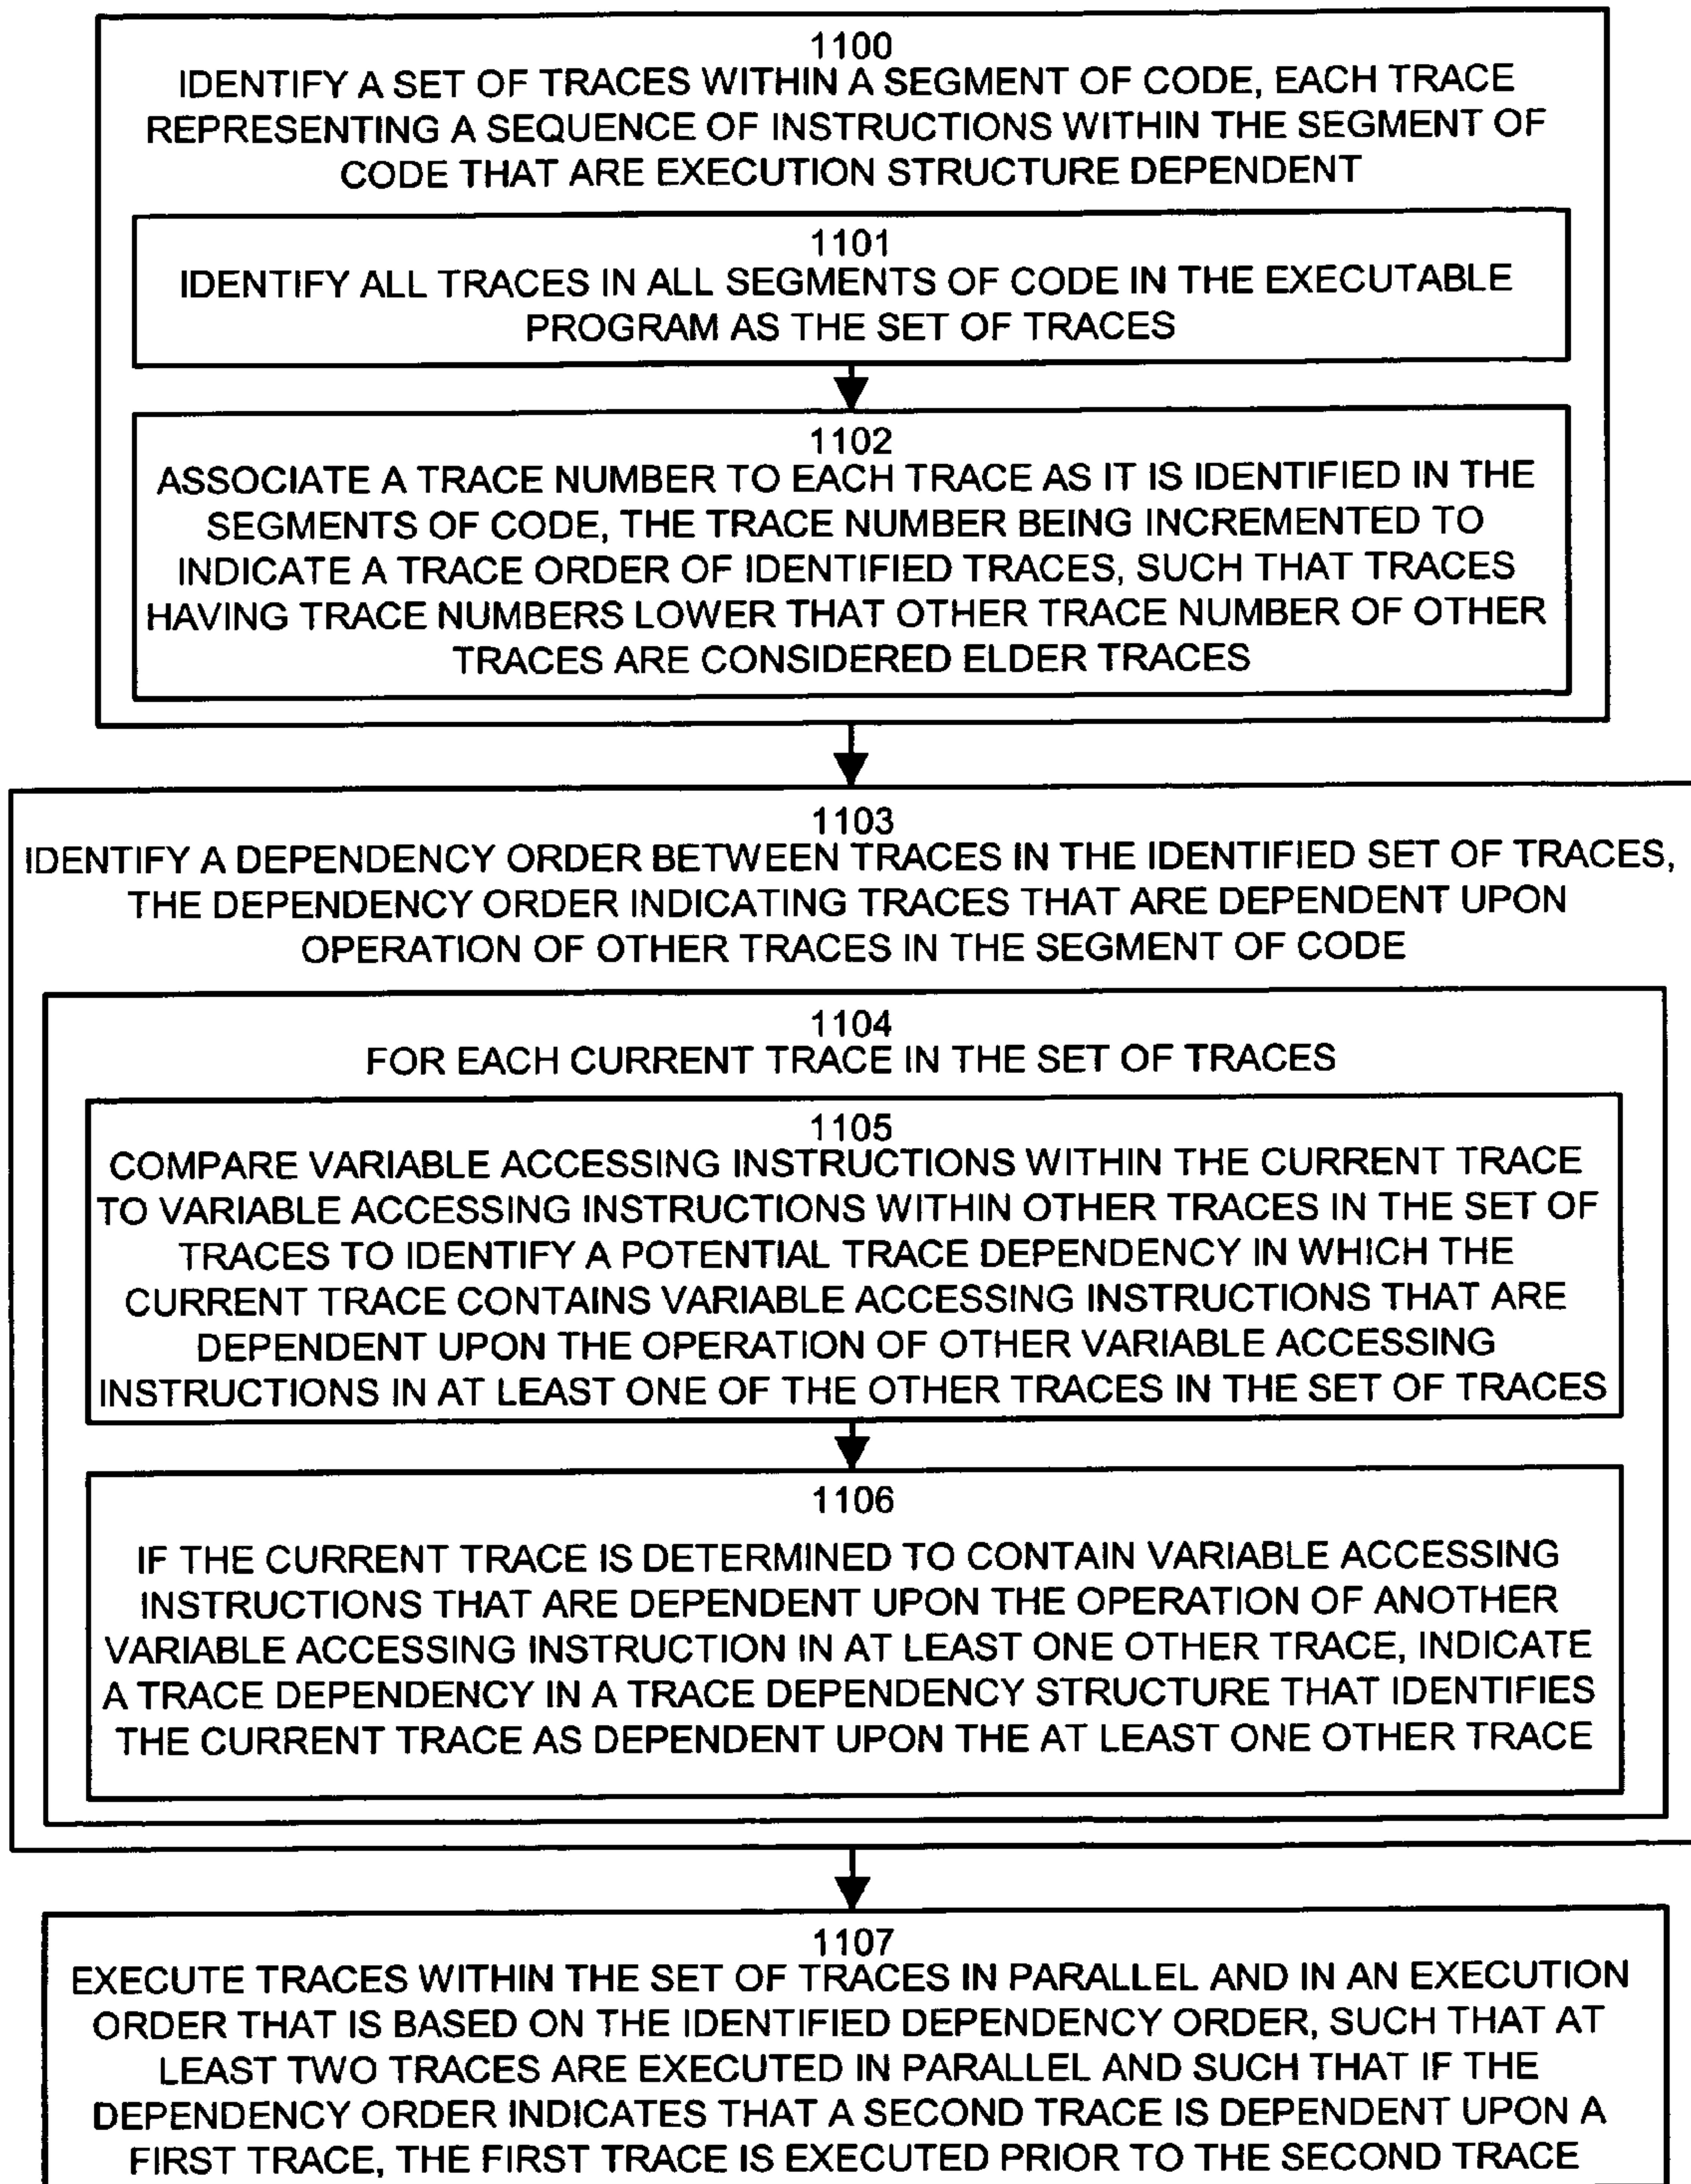 1100
IDENTIFY A SET OF TRACES WITHIN A SEGMENT OF CODE, EACH TRACE
REPRESENTING A SEQUENCE OF INSTRUCTIONS WITHIN THE SEGMENT OF
CODE THAT ARE EXECUTION STRUCTURE DEPENDENT
1101
IDENTIFY ALL TRACES IN ALL SEGMENTS OF CODE IN THE EXECUTABLE
PROGRAM AS THE SET OF TRACES
1102
ASSOCIATE A TRACE NUMBER TO EACH TRACE AS IT IS IDENTIFIED IN THE
SEGMENTS OF CODE, THE TRACE NUMBER BEING INCREMENTED TO
INDICATE A TRACE ORDER OF IDENTIFIED TRACES, SUCH THAT TRACES
HAVING TRACE NUMBERS LOWER THAT OTHER TRACE NUMBER OF OTHER
TRACES ARE CONSIDERED ELDER TRACES
1103
IDENTIFY A DEPENDENCY ORDER BETWEEN TRACES IN THE IDENTIFIED SET OF TRACES,
THE DEPENDENCY ORDER INDICATING TRACES THAT ARE DEPENDENT UPON
OPERATION OF OTHER TRACES IN THE SEGMENT OF CODE
1104
FOR EACH CURRENT TRACE IN THE SET OF TRACES
1105
COMPARE VARIABLE ACCESSING INSTRUCTIONS WITHIN THE CURRENT TRACE
TO VARIABLE ACCESSING INSTRUCTIONS WITHIN OTHER TRACES IN THE SET OF
TRACES TO IDENTIFY A POTENTIAL TRACE DEPENDENCY IN WHICH THE
CURRENT TRACE CONTAINS VARIABLE ACCESSING INSTRUCTIONS THAT ARE
DEPENDENT UPON THE OPERATION OF OTHER VARIABLE ACCESSING
INSTRUCTIONS IN AT LEAST ONE OF THE OTHER TRACES IN THE SET OF TRACES
1106
IF THE CURRENT TRACE IS DETERMINED TO CONTAIN VARIABLE ACCESSING
INSTRUCTIONS THAT ARE DEPENDENT UPON THE OPERATION OF ANOTHER
VARIABLE ACCESSING INSTRUCTION IN AT LEAST ONE OTHER TRACE, INDICATE
A TRACE DEPENDENCY IN A TRACE DEPENDENCY STRUCTURE THAT IDENTIFIES
THE CURRENT TRACE AS DEPENDENT UPON THE AT LEAST ONE OTHER TRACE
1107
EXECUTE TRACES WITHIN THE SET OF TRACES IN PARALLEL AND IN AN EXECUTION
ORDER THAT IS BASED ON THE IDENTIFIED DEPENDENCY ORDER, SUCH THAT AT
LEAST TWO TRACES ARE EXECUTED IN PARALLEL AND SUCH THAT IF THE
DEPENDENCY ORDER INDICATES THAT A SECOND TRACE IS DEPENDENT UPON A
FIRST TRACE, THE FIRST TRACE IS EXECUTED PRIOR TO THE SECOND TRACE